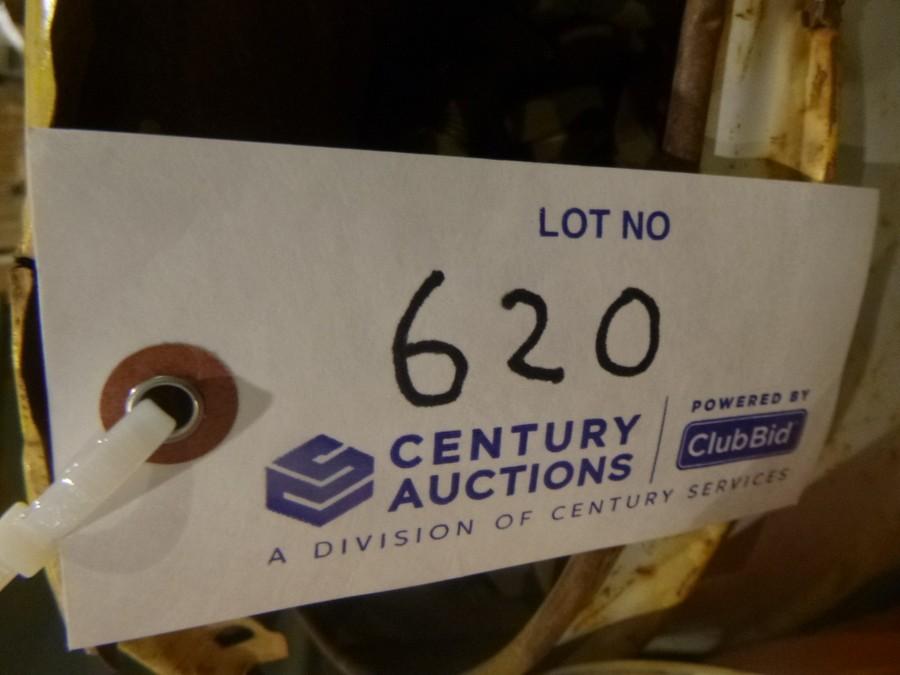 LOT NO
620
CENTURY
AUCTIONS
POWERED BY
ClubBid
A DIVISION OF CENTURY SERVICES